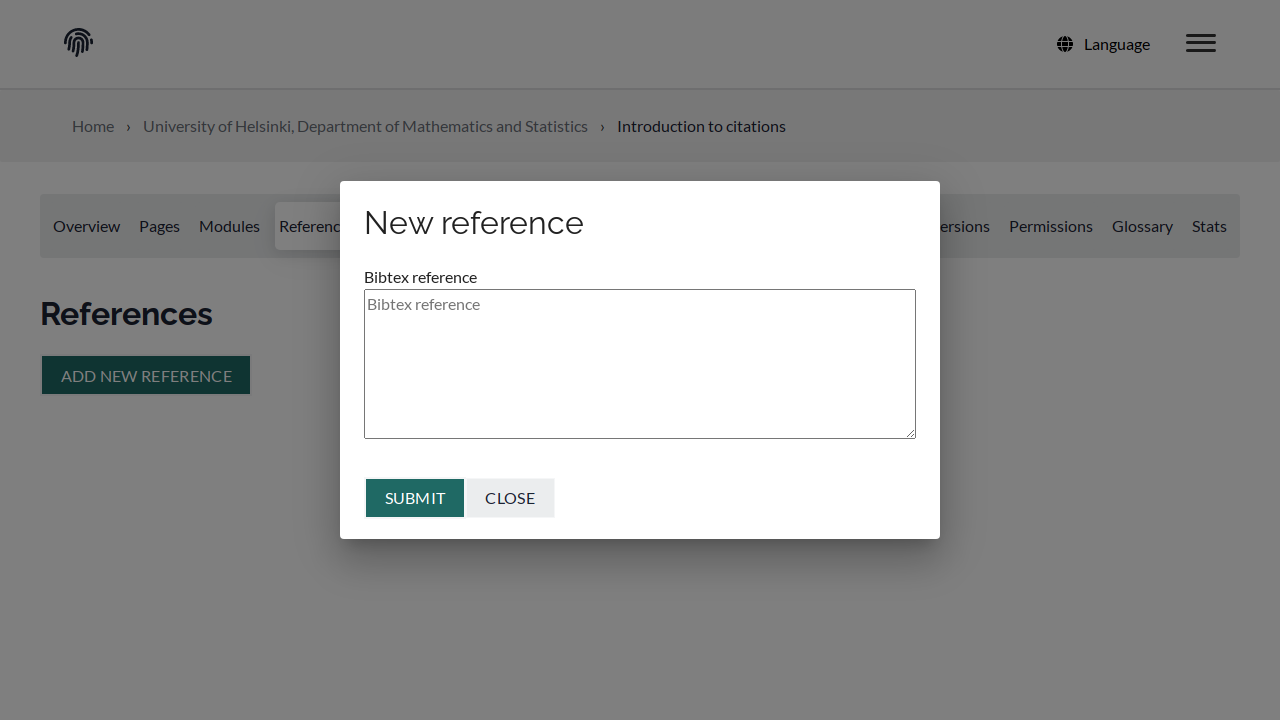 Language
Home › University of Helsinki, Department of Mathematics and Statistics › Introduction to citations
Overview Pages Modules Referenc ersions Permissions Glossary Stats
References
ADD NEW REFERENCE
New reference
Bibtex reference
Bibtex reference
SUBMIT CLOSE